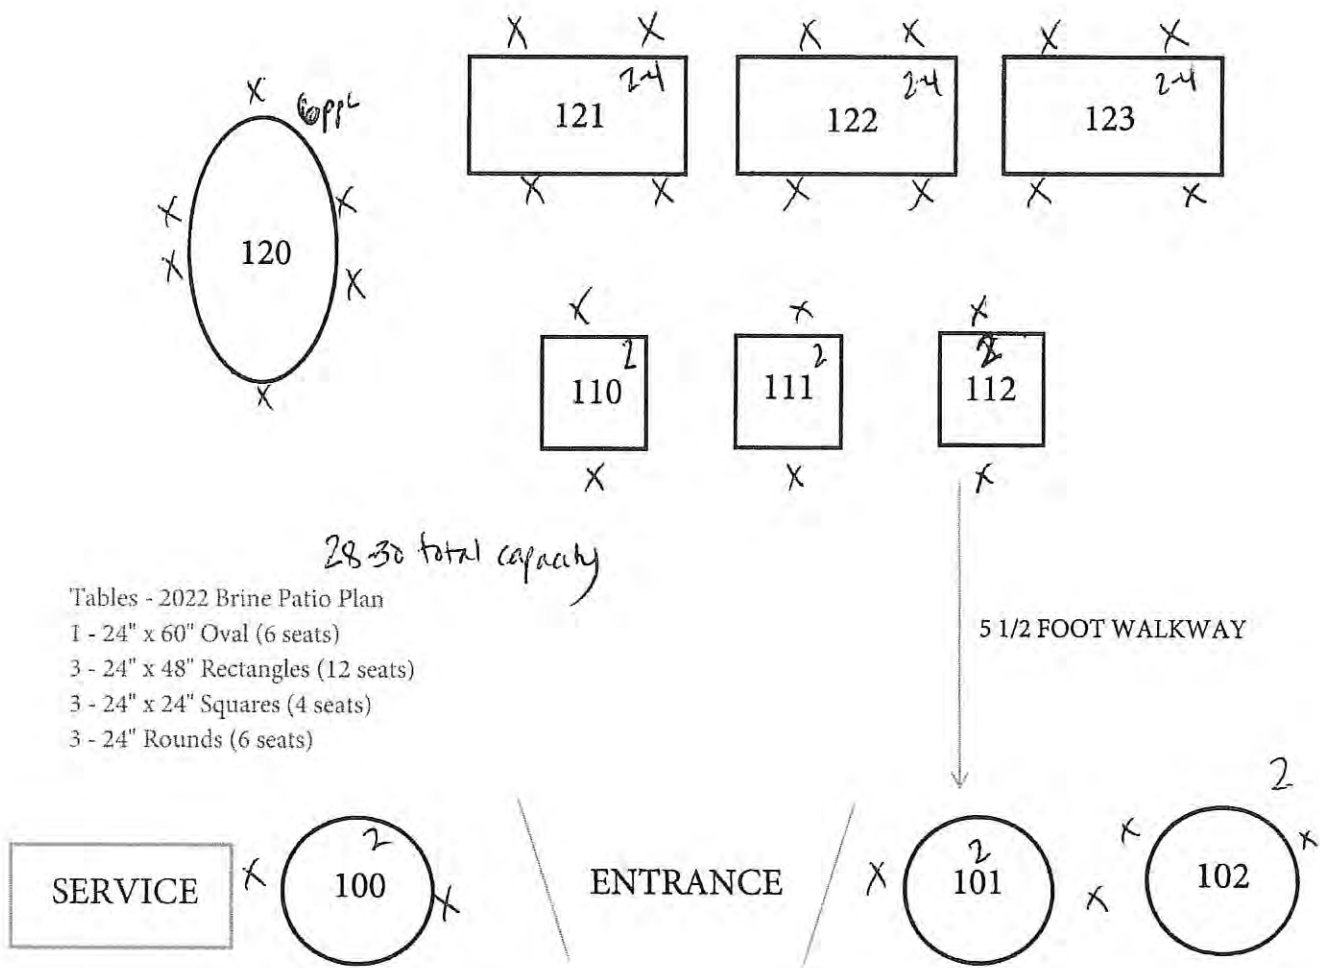 X X X X X X
X 6ppl 2-4 2-4 2-4
121 122 123
X X X X X X
X X
120
X X
X X X
2 2 2
110 111 112
X
X X X
28-30 total capacity
Tables - 2022 Brine Patio Plan
1 - 24" x 60" Oval (6 seats)
3 - 24" x 48" Rectangles (12 seats)
3 - 24" x 24" Squares (4 seats)
3 - 24" Rounds (6 seats)
5 1/2 FOOT WALKWAY
2
2 2 X X
SERVICE X 100 X ENTRANCE X 101 X 102